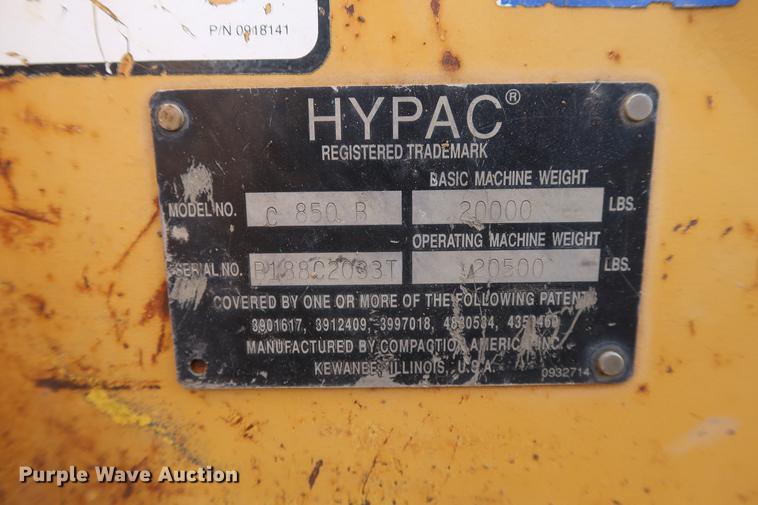 P/N 0918141
HYPAC®
REGISTERED TRADEMARK
BASIC MACHINE WEIGHT
MODEL NO. C 850 B 20000 LBS.
OPERATING MACHINE WEIGHT
SERIAL NO. 20500 LBS.
COVERED BY ONE OR MORE OF THE FOLLOWING PATENT
3901617, 3912409, 3997018,
MANUFACTURED BY COMPACTION AMERICA INC.
KEWANEE, ILLINOIS, U.S.A.
0932714
Purple Wave Auction